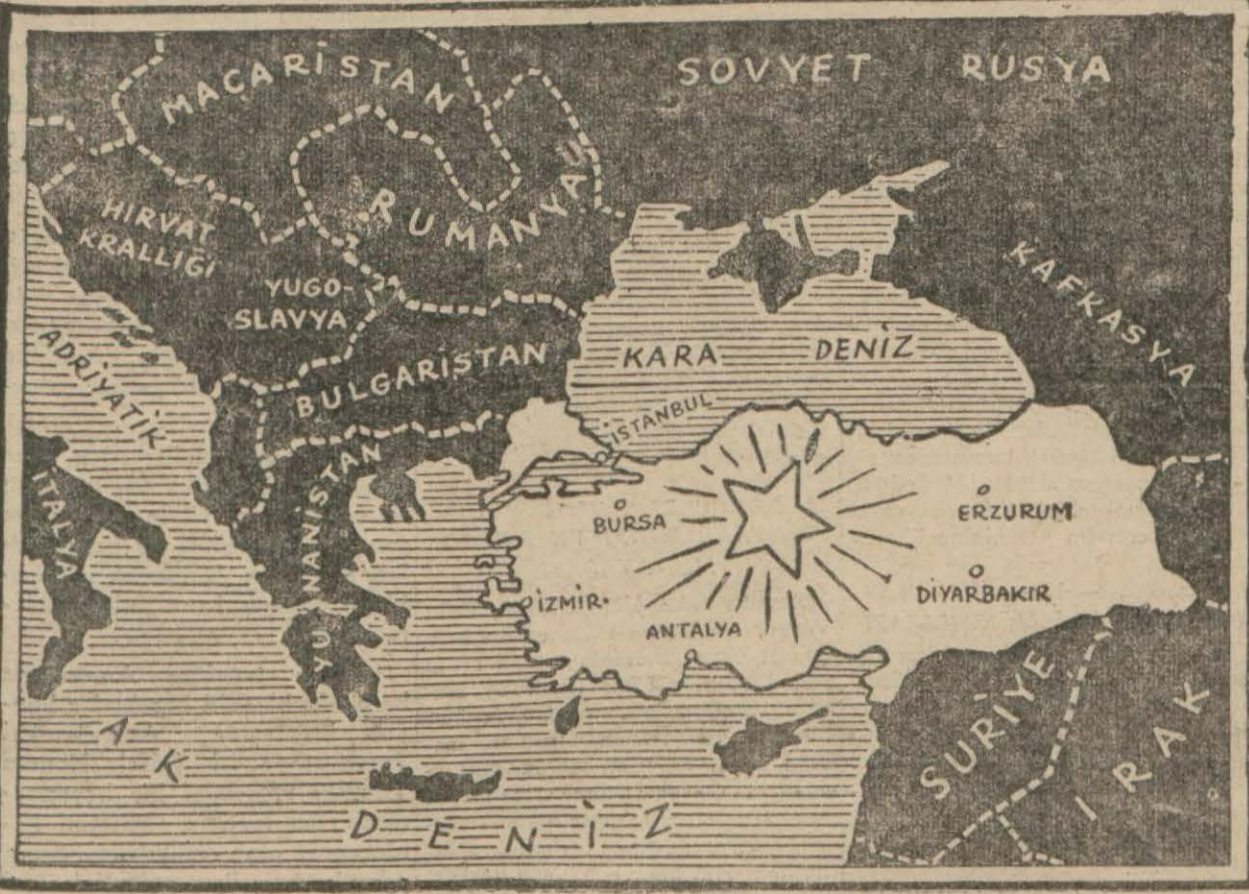 MACARİSTAN
SOVYET RUSYA
RUMANYA
HIRVAT
KRALLIĞI
KAFKASYA
YUGO-
SLAVYA
ADRİYATİK
BULGARİSTAN
KARA DENİZ
İSTANBUL
İTALYA
YUNANİSTAN
BURSA
ERZURUM
İZMİR
DİYARBAKIR
ANTALYA
SURİYE
IRAK
AK
DENİZ